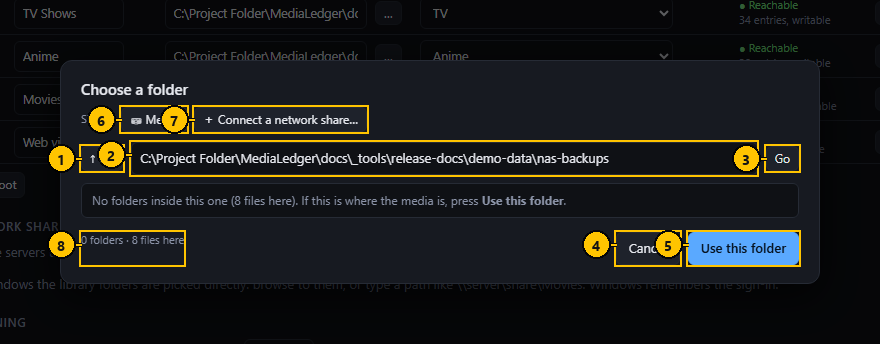 TV Shows C:\Project Folder\MediaLedger\dc ... TV ● Reachable
34 entries, writable
Anime C:\Project Folder\MediaLedger\dc ... Anime ● Reachable
Choose a folder
Movies
6 Me 7 + Connect a network share...
Web vi
1 ↑ 2 C:\Project Folder\MediaLedger\docs\_tools\release-docs\demo-data\nas-backups 3 Go
oot
No folders inside this one (8 files here). If this is where the media is, press Use this folder.
ORK SHAR
8 0 folders · 8 files here 4 Canc 5 Use this folder
e servers
ndows the library folders are picked directly: browse to them, or type a path like \\server\share\Movies. Windows remembers the sign-in.
NING